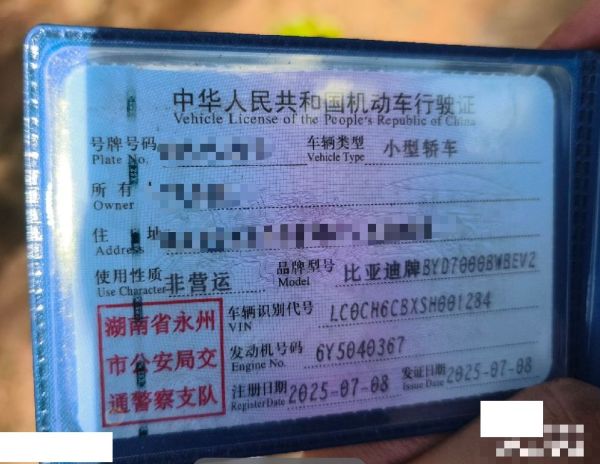 中华人民共和国机动车行驶证
Vehicle License of the People's Republic of China
号牌号码 车辆类型 小型轿车
Plate No. Vehicle Type
所有
Owner
住 址
Address
使用性质 非营运 品牌型号 比亚迪牌BYD7000BWBEV2
Use Character Model
湖南省永州
市公安局交
通警察支队
车辆识别代号 LC0CH6CBXSH001284
VIN
发动机号码 6Y5040367
Engine No.
注册日期 2025-07-08 发证日期 2025-07-08
Register Date Issue Date